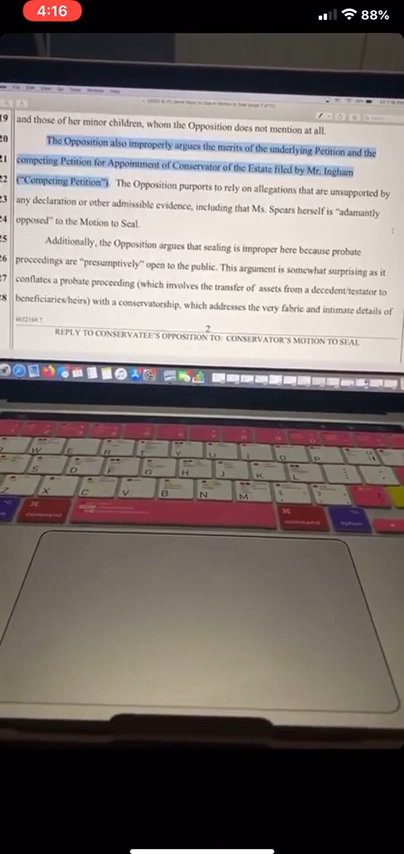 4:16
88%
19 and those of her minor children, whom the Opposition does not mention at all.
20 The Opposition also improperly argues the merits of the underlying Petition and the
21 competing Petition for Appointment of Conservator of the Estate filed by Mr. Ingham
22 ("Competing Petition"). The Opposition purports to rely on allegations that are unsupported by
23 any declaration or other admissible evidence, including that Ms. Spears herself is "adamantly
24 opposed" to the Motion to Seal.
25 Additionally, the Opposition argues that sealing is improper here because probate
26 proceedings are "presumptively" open to the public. This argument is somewhat surprising as it
27 conflates a probate proceeding (which involves the transfer of assets from a decedent/testator to
28 beneficiaries/heirs) with a conservatorship, which addresses the very fabric and intimate details of
2
REPLY TO CONSERVATEE'S OPPOSITION TO: CONSERVATOR'S MOTION TO SEAL
W E R T Y U I O P
S D F G H J K L
Z X C V B N M
command command option